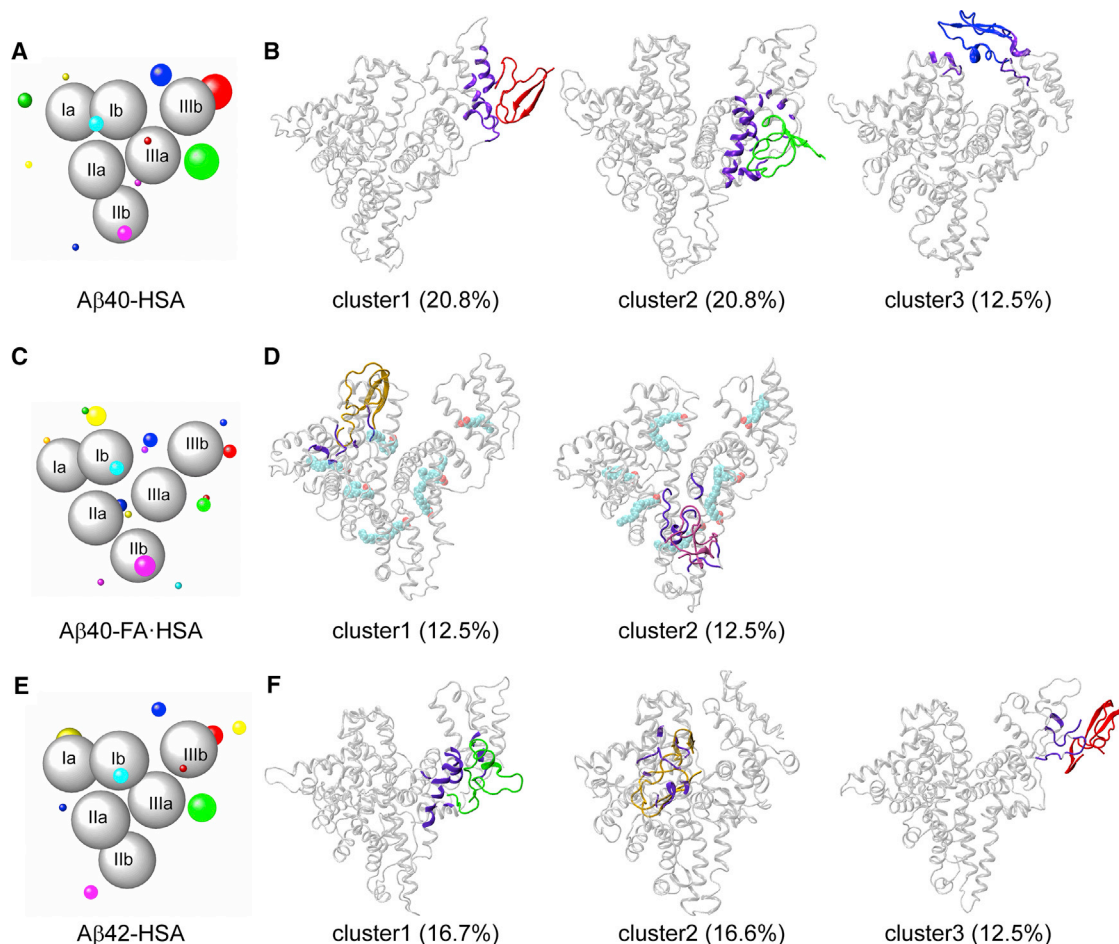 A
B
Ia
Ib
IIIb
IIa
IIIa
IIb
Aβ40-HSA
cluster1 (20.8%)
cluster2 (20.8%)
cluster3 (12.5%)
C
D
Ia
Ib
IIIb
IIa
IIIa
IIb
Aβ40-FA·HSA
cluster1 (12.5%)
cluster2 (12.5%)
E
F
Ia
Ib
IIIb
IIa
IIIa
IIb
Aβ42-HSA
cluster1 (16.7%)
cluster2 (16.6%)
cluster3 (12.5%)